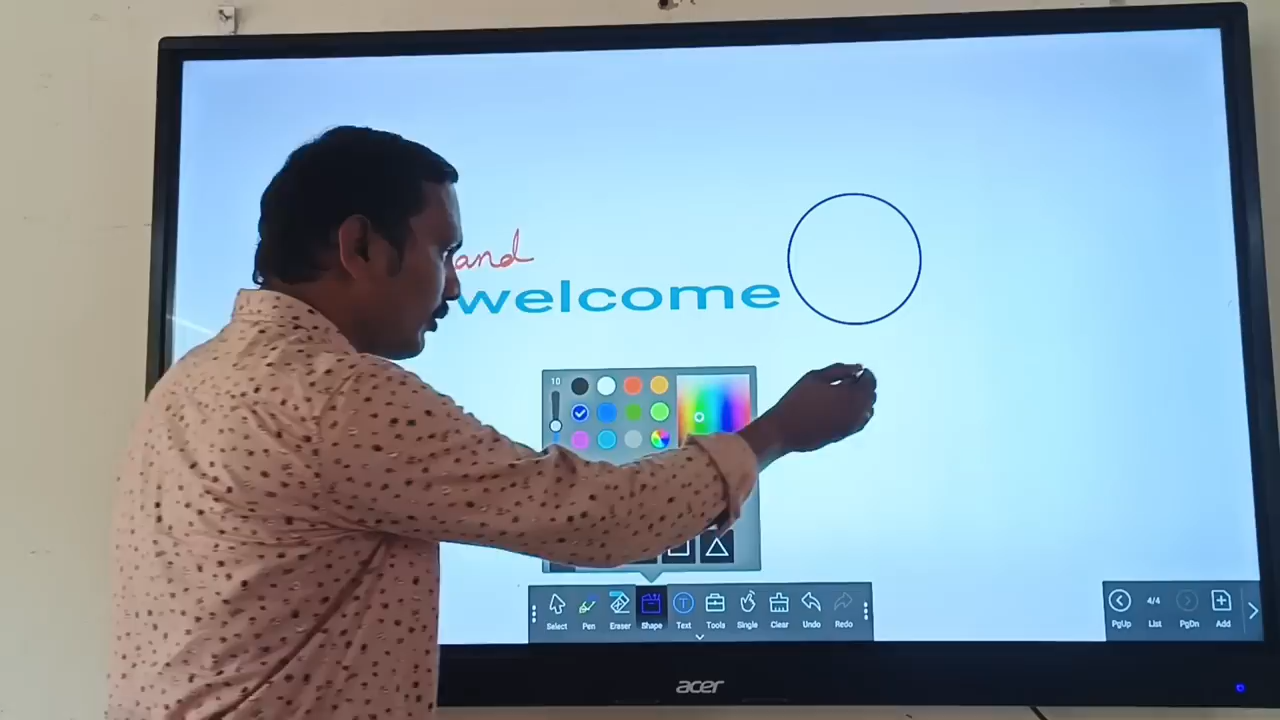 and
welcome
10
Select Pen Eraser Shape Text Tools Single Clear Undo Redo
PgUp 4/4 List PgDn Add
acer